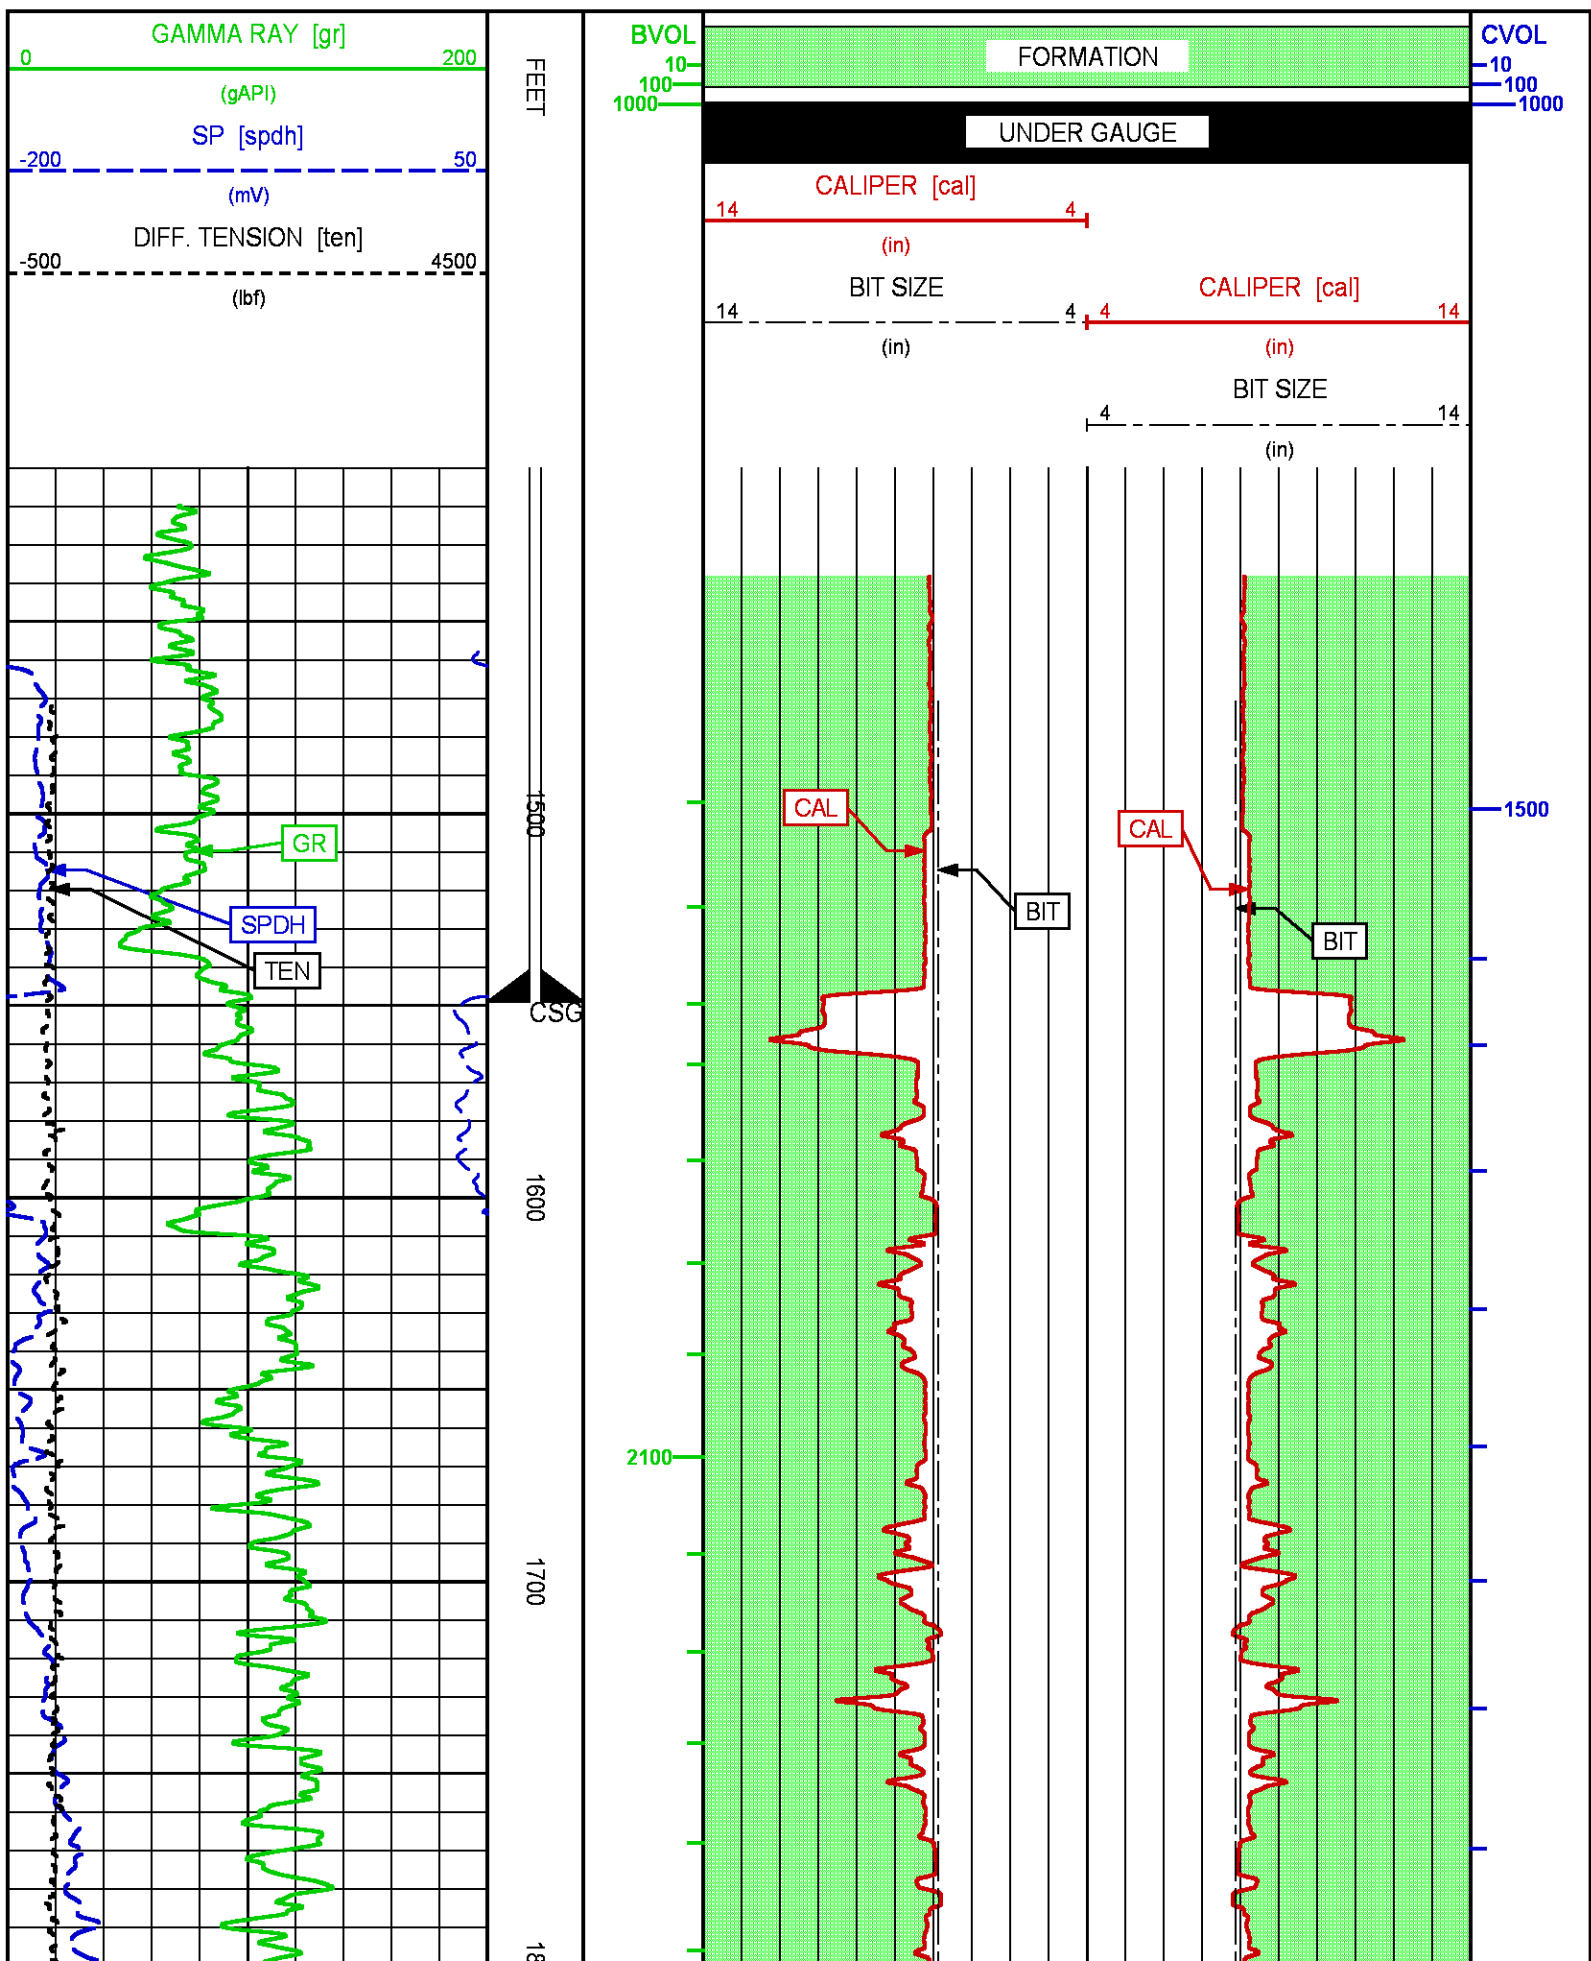 GAMMA RAY [gr]
0 200
(gAPI)
SP [spdh]
-200 50
(mV)
DIFF. TENSION [ten]
-500 4500
(lbf)
FEET
BVOL
10
100
1000
FORMATION
UNDER GAUGE
CVOL
10
100
1000
CALIPER [cal]
14 4
(in)
BIT SIZE
14 4
(in)
CALIPER [cal]
4 14
(in)
BIT SIZE
4 14
(in)
1500
CAL
1500
CAL
GR
BIT
SPDH
BIT
TEN
CSG
1600
2100
1700
18